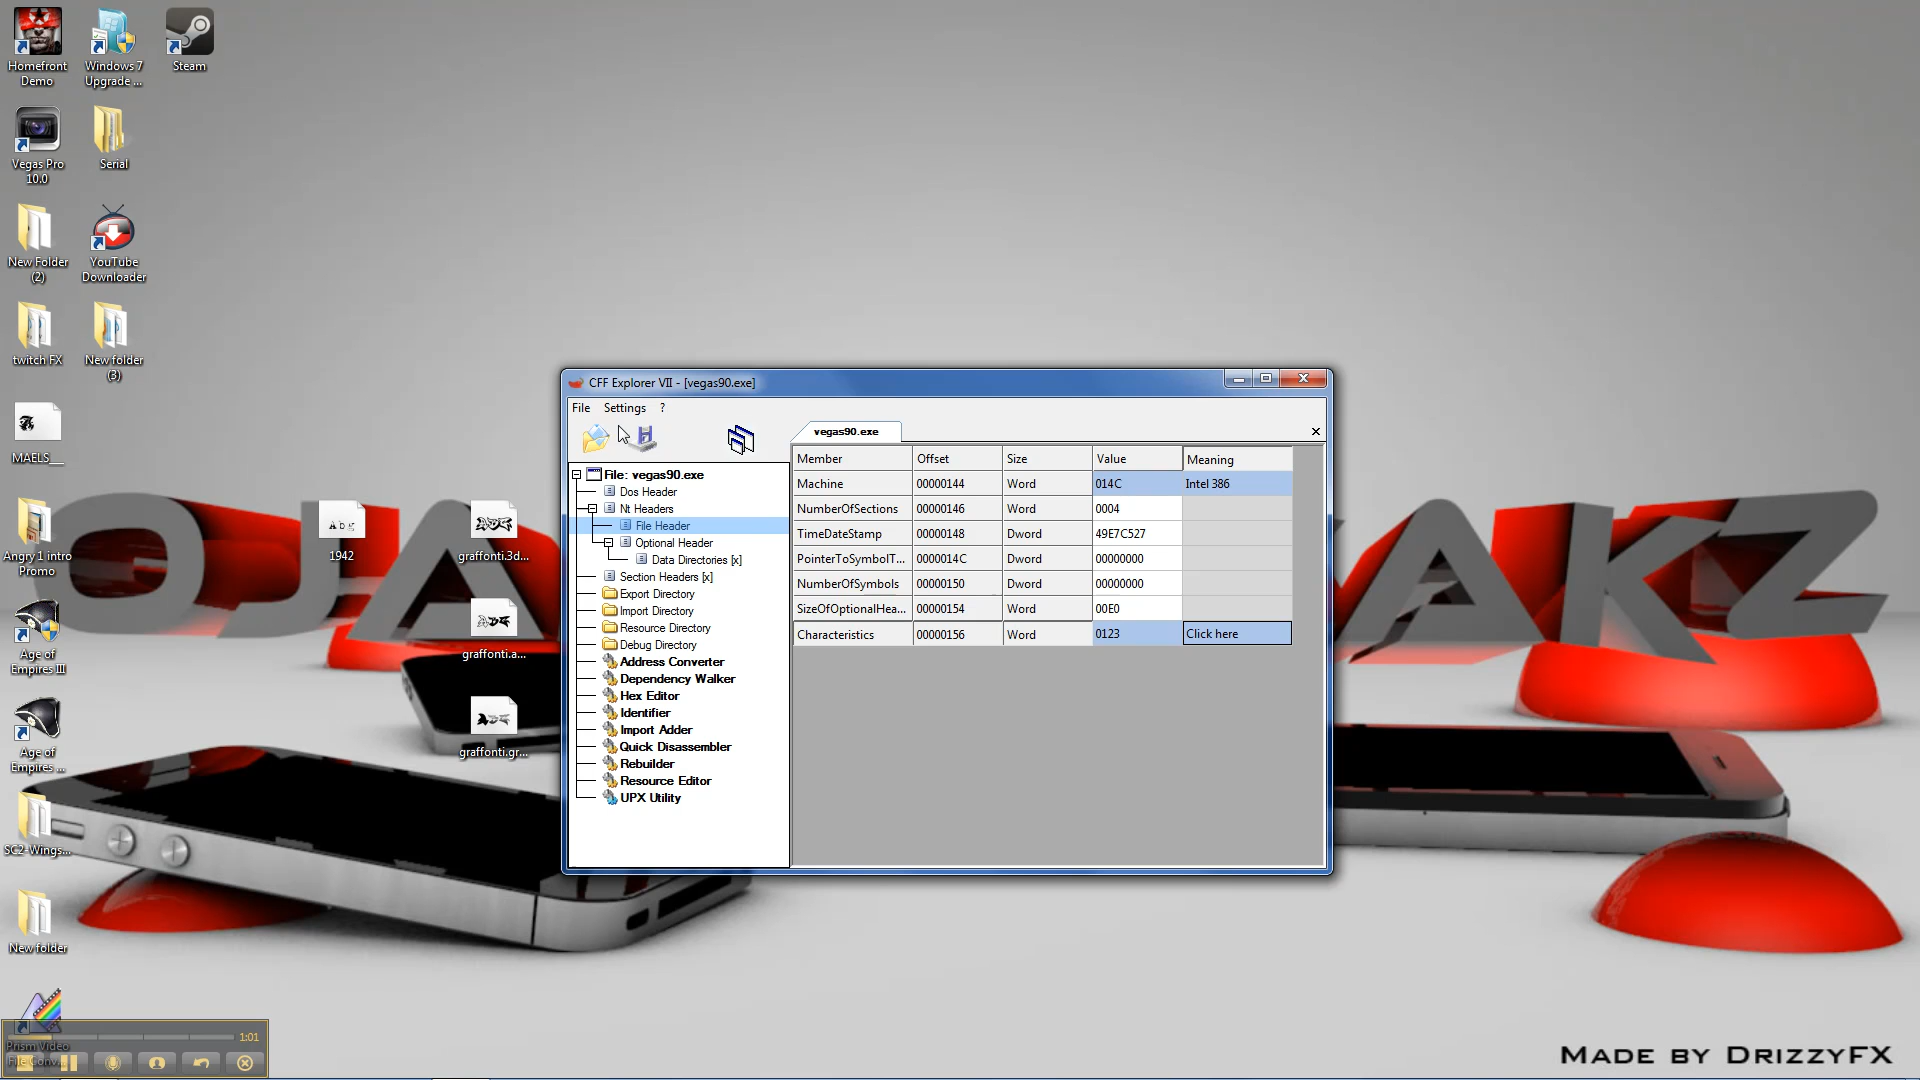 Homefront
Demo
Windows 7
Upgrade ...
Steam
Vegas Pro
10.0
Serial
New Folder
(2)
YouTube
Downloader
twitch FX
New folder
(3)
MAELS__
Angry 1 intro
Promo
1942
graffonti.3d...
Age of
Empires III
graffonti.a...
Age of
Empires ...
graffonti.gr...
SC2-Wings...
New folder
Prism Video
File Conv...
1:01
CFF Explorer VII - [vegas90.exe]
File Settings ?
vegas90.exe
File: vegas90.exe
Dos Header
Nt Headers
File Header
Optional Header
Data Directories [x]
Section Headers [x]
Export Directory
Import Directory
Resource Directory
Debug Directory
Address Converter
Dependency Walker
Hex Editor
Identifier
Import Adder
Quick Disassembler
Rebuilder
Resource Editor
UPX Utility
Member Offset Size Value Meaning
Machine 00000144 Word 014C Intel 386
NumberOfSections 00000146 Word 0004
TimeDateStamp 00000148 Dword 49E7C527
PointerToSymbolT... 0000014C Dword 00000000
NumberOfSymbols 00000150 Dword 00000000
SizeOfOptionalHea... 00000154 Word 00E0
Characteristics 00000156 Word 0123 Click here
MADE BY DRIZZYFX